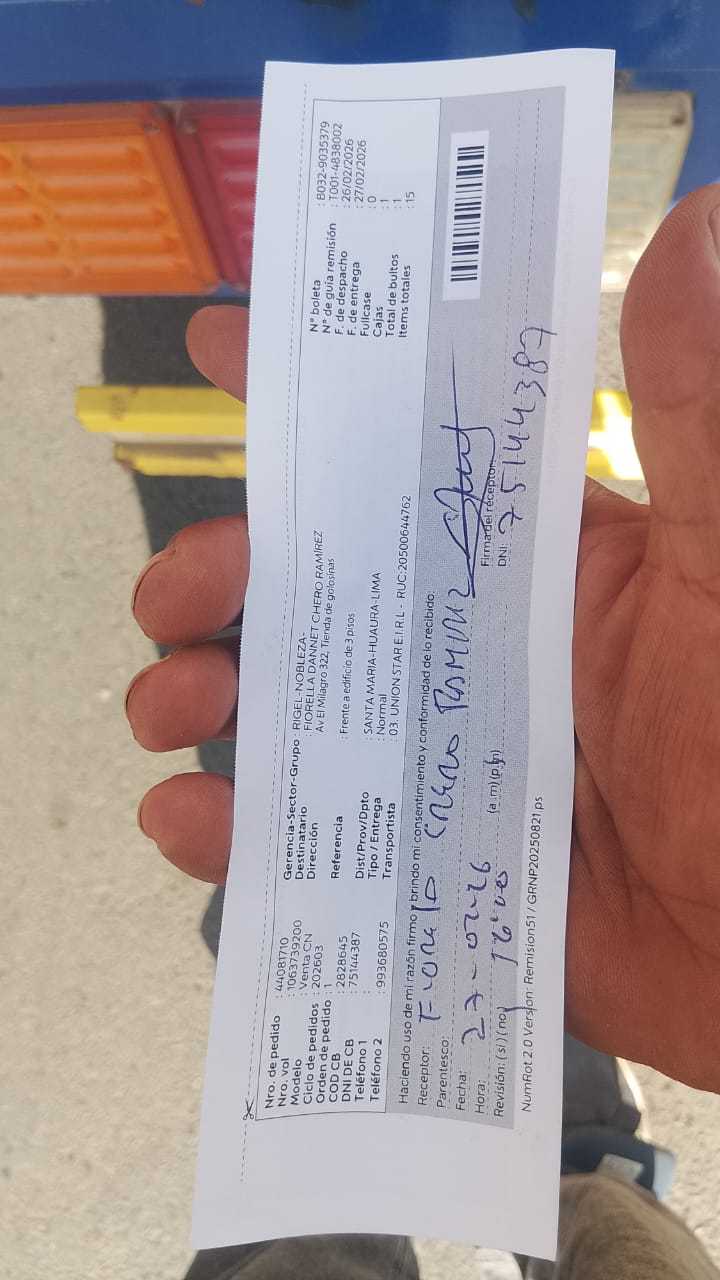 Nro. de pedido : 44081710
Nro. vol : 1063739200
Modelo : Venta CN
Ciclo de pedidos : 202603
Orden de pedido : 1
COD CB : 2828645
DNI DE CB : 75144387
Teléfono 1 :
Teléfono 2 : 993680575
Gerencia-Sector-Grupo : RIGEL-NOBLEZA-
Destinatario : FIORELLA DANNET CHERO RAMÍREZ
Dirección Av El Milagro 322, Tienda de golosinas
Referencia : Frente a edificio de 3 pisos
Dist/Prov/Dpto : SANTA MARIA-HUAURA-LIMA
Tipo / Entrega : Normal
Transportista : 03. UNION STAR E.I.R.L - RUC:20500644762
N° boleta : B032-9035379
N° de guía remisión : T001-4838002
F. de despacho : 26/02/2026
F. de entrega : 27/02/2026
Fullcase : 0
Cajas : 1
Total de bultos : 1
Items totales : 15
Haciendo uso de mi razón firmo y brindo mi consentimiento y conformidad de lo recibido.
Receptor: Fiorela Chero Ramirez
Parentesco:
Fecha: 27-02-26
Hora: 16:00 (a.m) (p.m)
Revisión: (si) (no)
Firma del receptor:
DNI: 75144387
NumRot 2.0 Version: Remision51 / GRNP20250821 ps